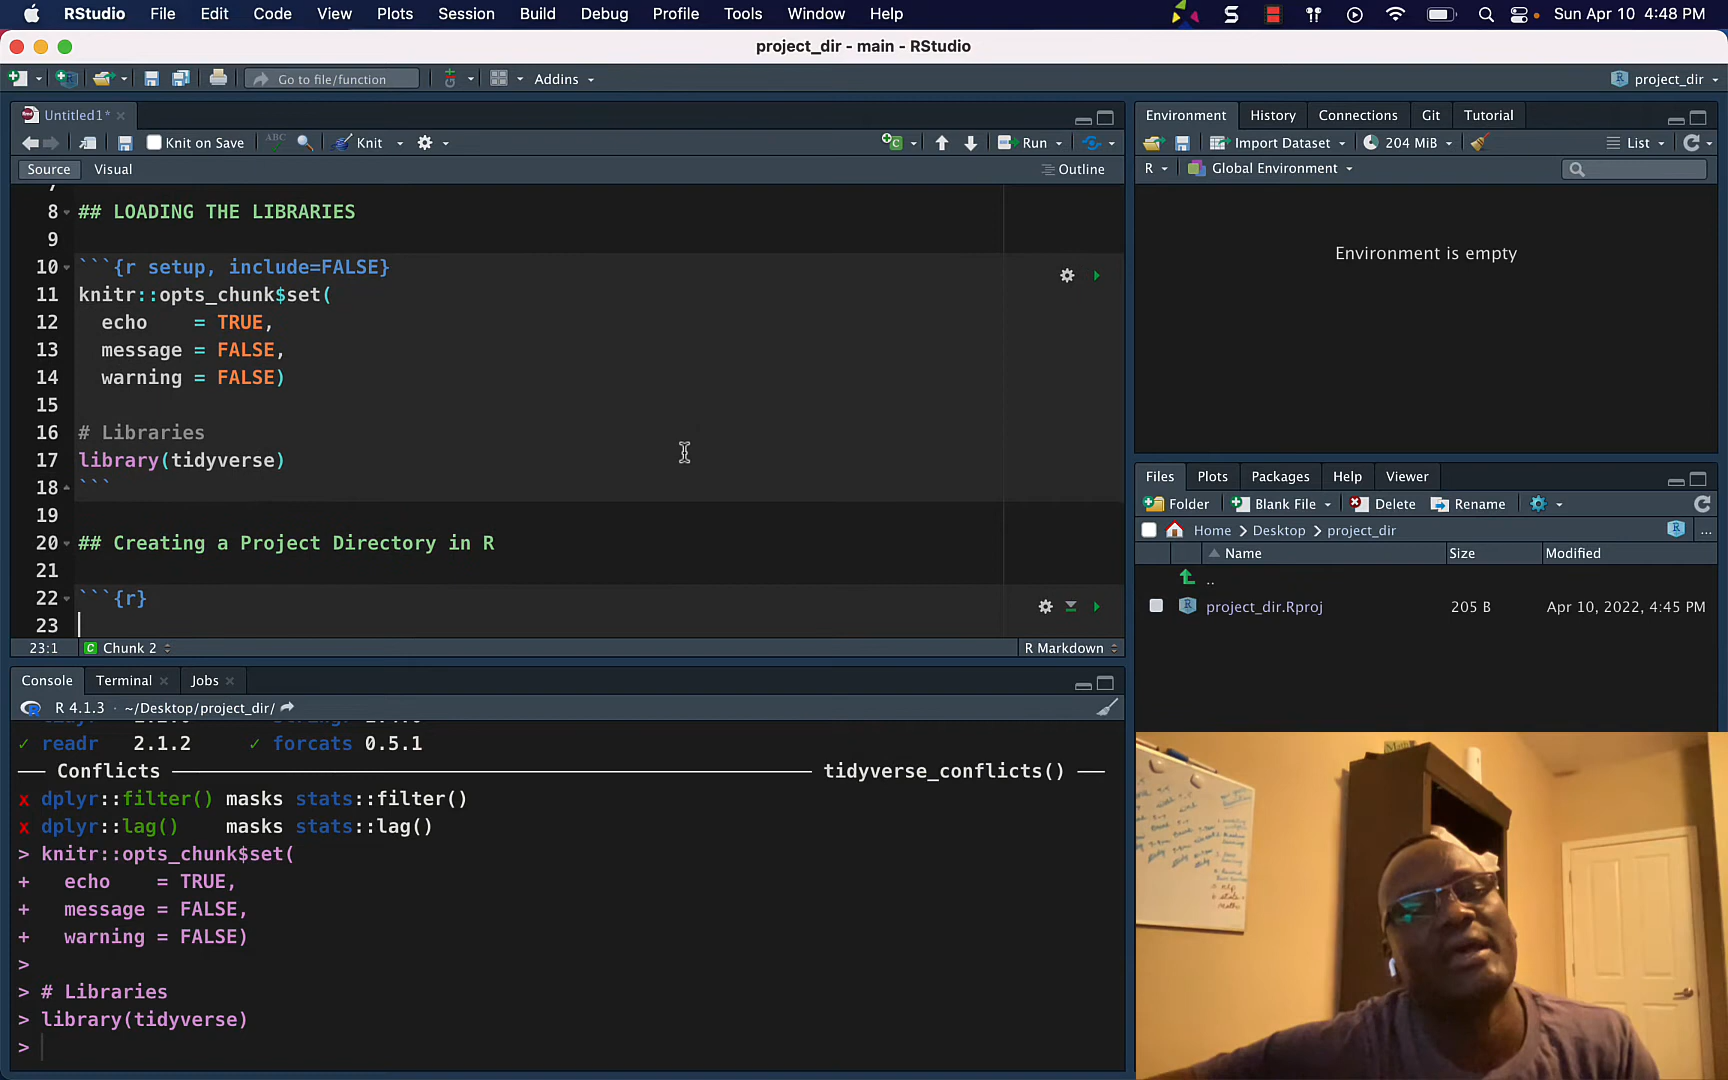 RStudio File Edit Code View Plots Session Build Debug Profile Tools Window Help Sun Apr 10 4:48 PM
project_dir - main - RStudio
Go to file/function Addins project_dir
Untitled1*
Knit on Save ABC Knit Run
Source Visual Outline
7
8 ## LOADING THE LIBRARIES
9
10 ```{r setup, include=FALSE}
11 knitr::opts_chunk$set(
12 echo = TRUE,
13 message = FALSE,
14 warning = FALSE)
15
16 # Libraries
17 library(tidyverse)
18 ```
19
20 ## Creating a Project Directory in R
21
22 ```{r}
23
23:1 Chunk 2 R Markdown
Console Terminal Jobs
R 4.1.3 · ~/Desktop/project_dir/
✓ readr 2.1.2 ✓ forcats 0.5.1
── Conflicts ── tidyverse_conflicts() ──
x dplyr::filter() masks stats::filter()
x dplyr::lag() masks stats::lag()
> knitr::opts_chunk$set(
+ echo = TRUE,
+ message = FALSE,
+ warning = FALSE)
>
> # Libraries
> library(tidyverse)
>
Environment History Connections Git Tutorial
Import Dataset 204 MiB List
R Global Environment
Environment is empty
Files Plots Packages Help Viewer
Folder Blank File Delete Rename
Home > Desktop > project_dir ...
Name Size Modified
..
project_dir.Rproj 205 B Apr 10, 2022, 4:45 PM